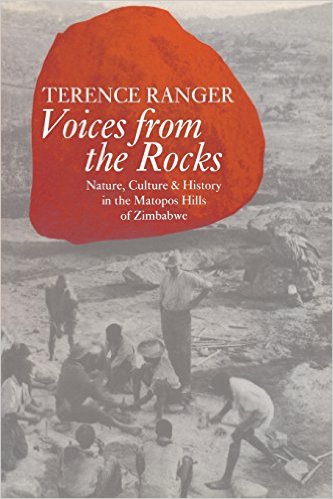 TERENCE RANGER
Voices from
the Rocks
Nature, Culture & History
in the Matopos Hills
of Zimbabwe